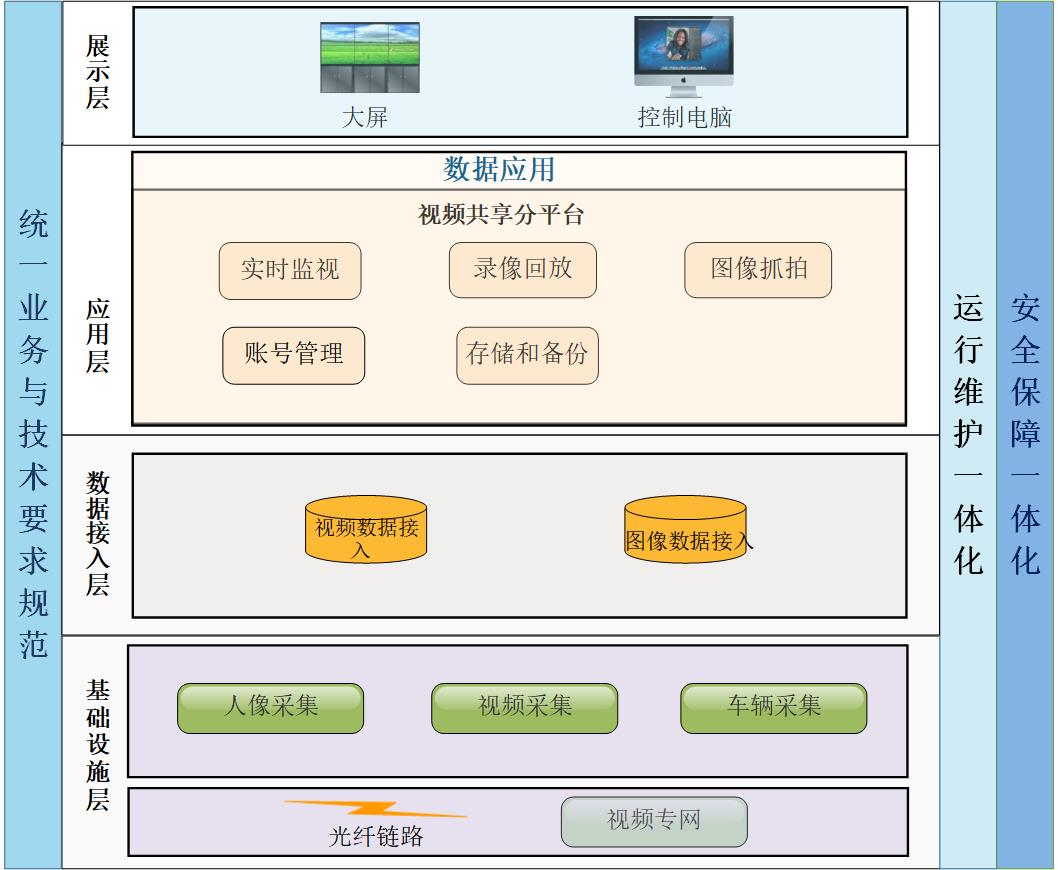 统一业务与技术要求规范
展示层
大屏
控制电脑
应用层
数据应用
视频共享分平台
实时监视
录像回放
图像抓拍
账号管理
存储和备份
数据接入层
视频数据接
入
图像数据接入
基础设施层
人像采集
视频采集
车辆采集
光纤链路
视频专网
运行维护一体化
安全保障一体化